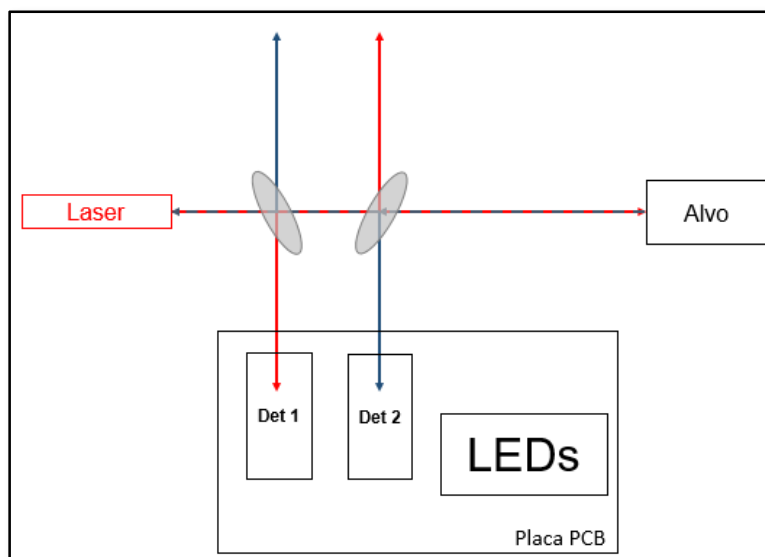 Laser
Alvo
Det 1
Det 2
LEDs
Placa PCB